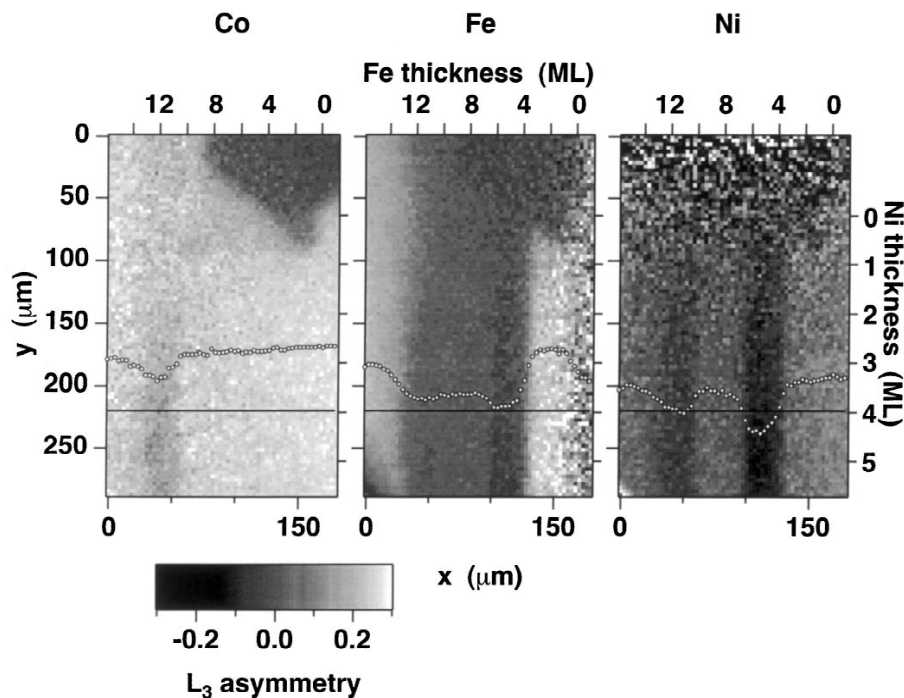 Co Fe Ni
Fe thickness (ML)
12 8 4 0 12 8 4 0 12 8 4 0
0
50
100
150
200
250
y (μm)
0
1
2
3
4
5
Ni thickness (ML)
0 150 0 150 0 150
x (μm)
-0.2 0.0 0.2
L₃ asymmetry